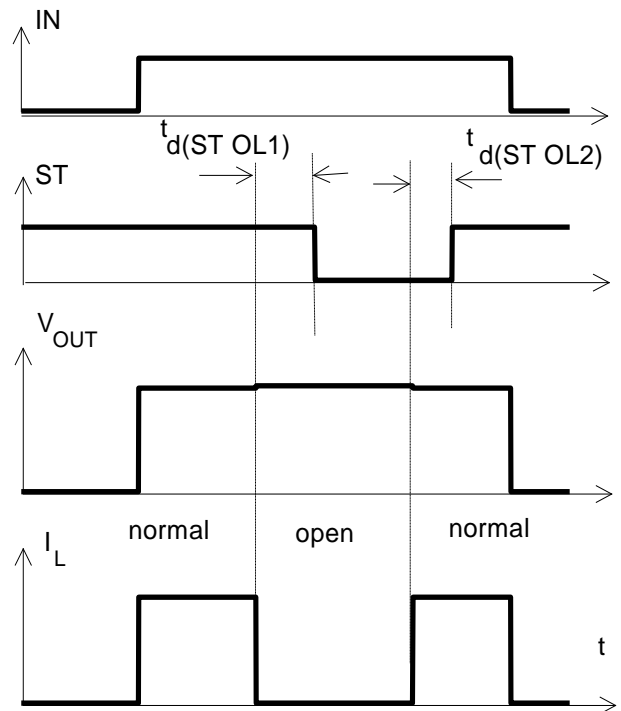 IN
t d(ST OL1)
t d(ST OL2)
ST
V OUT
normal open normal
I L
t